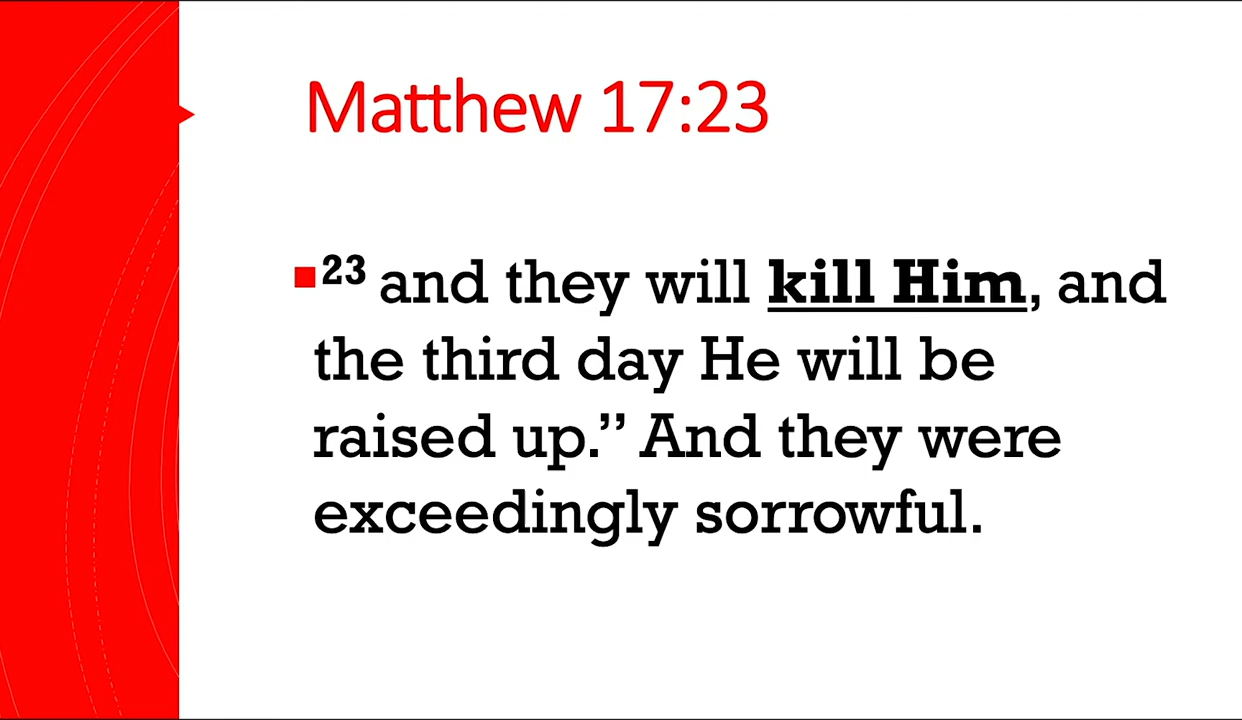 Matthew 17:23
23 and they will kill Him, and
the third day He will be
raised up.” And they were
exceedingly sorrowful.